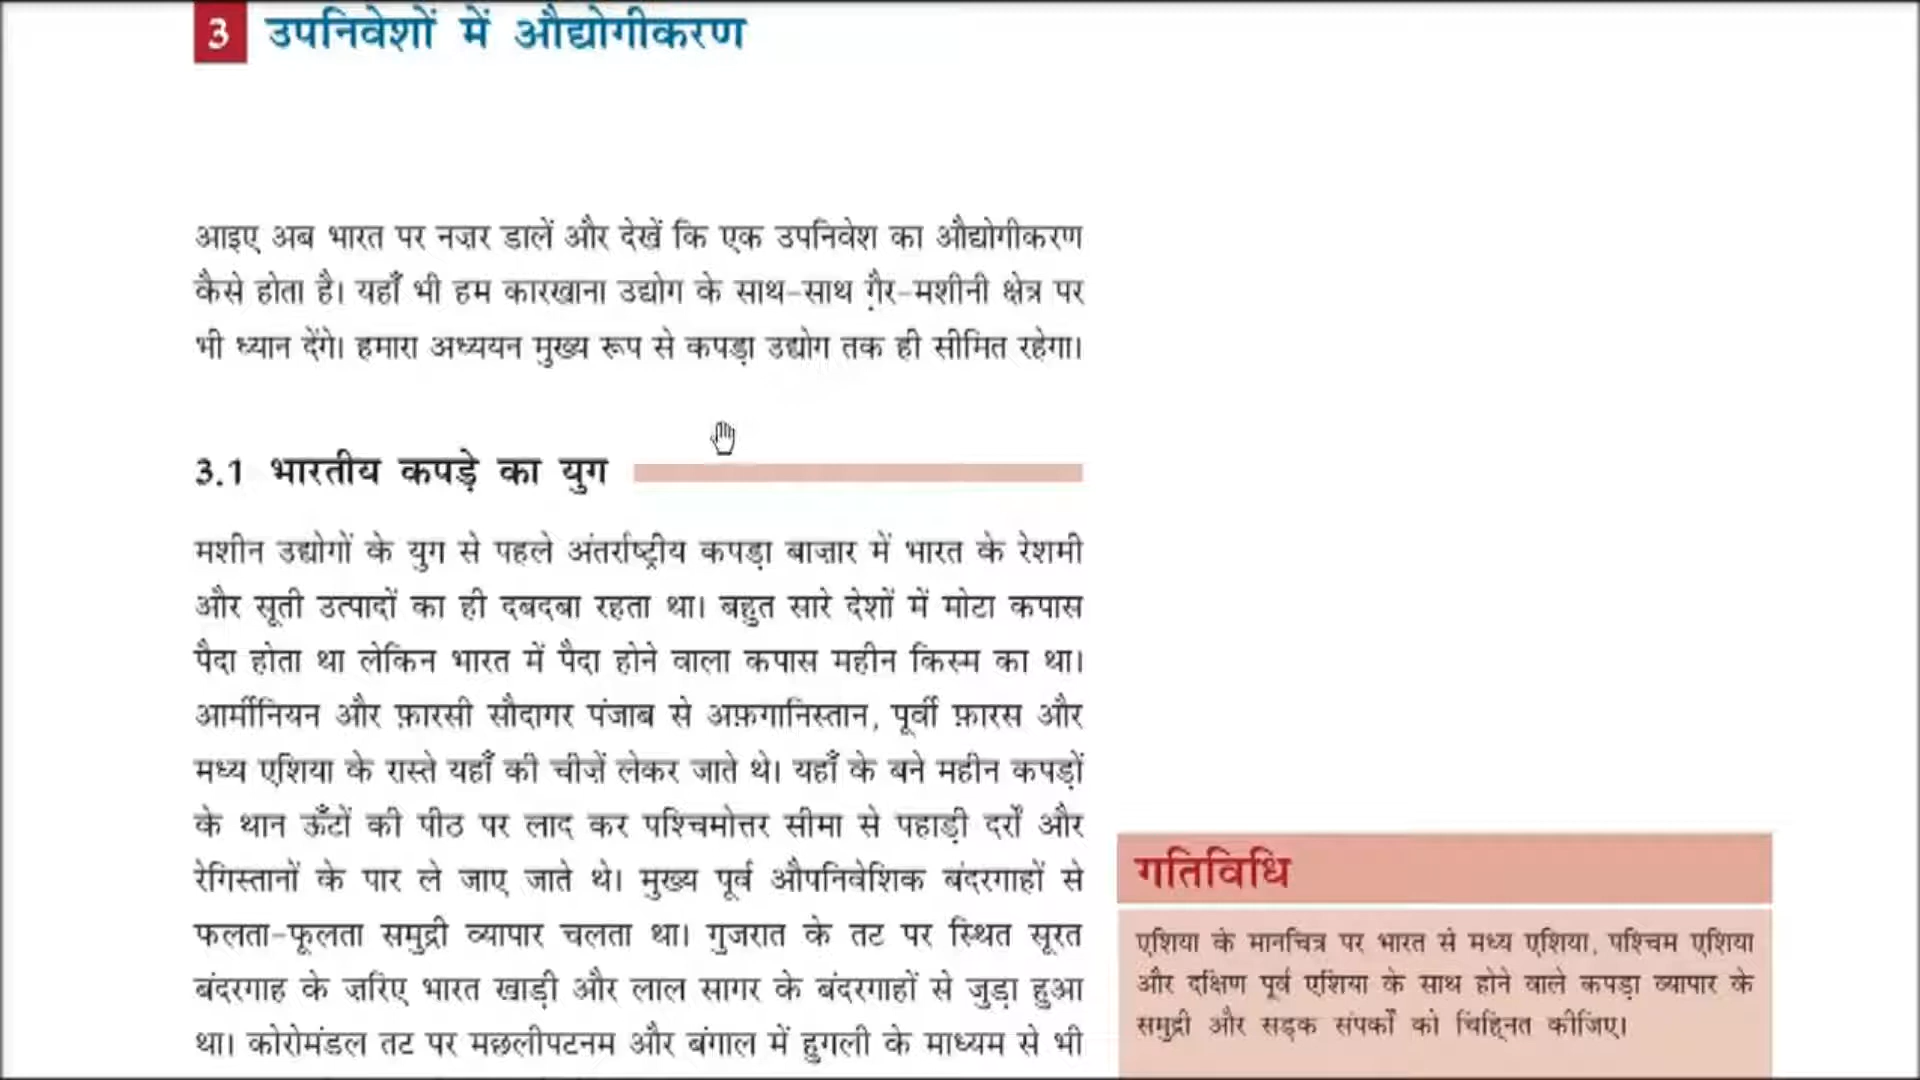 3 उपनिवेशों में औद्योगीकरण
आइए अब भारत पर नज़र डालें और देखें कि एक उपनिवेश का औद्योगीकरण
कैसे होता है। यहाँ भी हम कारखाना उद्योग के साथ-साथ ग़ैर-मशीनी क्षेत्र पर
भी ध्यान देंगे। हमारा अध्ययन मुख्य रूप से कपड़ा उद्योग तक ही सीमित रहेगा।
3.1 भारतीय कपड़े का युग
मशीन उद्योगों के युग से पहले अंतर्राष्ट्रीय कपड़ा बाज़ार में भारत के रेशमी
और सूती उत्पादों का ही दबदबा रहता था। बहुत सारे देशों में मोटा कपास
पैदा होता था लेकिन भारत में पैदा होने वाला कपास महीन किस्म का था।
आर्मीनियन और फ़ारसी सौदागर पंजाब से अफ़गानिस्तान, पूर्वी फ़ारस और
मध्य एशिया के रास्ते यहाँ की चीज़ें लेकर जाते थे। यहाँ के बने महीन कपड़ों
के थान ऊँटों की पीठ पर लाद कर पश्चिमोत्तर सीमा से पहाड़ी दर्रों और
रेगिस्तानों के पार ले जाए जाते थे। मुख्य पूर्व औपनिवेशिक बंदरगाहों से
फलता-फूलता समुद्री व्यापार चलता था। गुजरात के तट पर स्थित सूरत
बंदरगाह के ज़रिए भारत खाड़ी और लाल सागर के बंदरगाहों से जुड़ा हुआ
था। कोरोमंडल तट पर मछलीपटनम और बंगाल में हुगली के माध्यम से भी
गतिविधि
एशिया के मानचित्र पर भारत से मध्य एशिया, पश्चिम एशिया
और दक्षिण पूर्व एशिया के साथ होने वाले कपड़ा व्यापार के
समुद्री और सड़क संपर्कों को चिह्नित कीजिए।